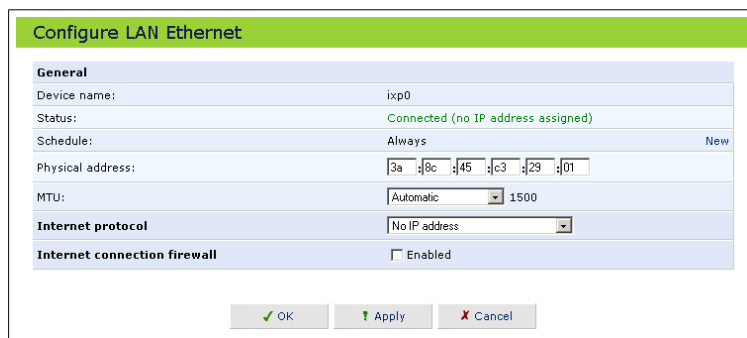 Configure LAN Ethernet
General
Device name: ixp0
Status: Connected (no IP address assigned)
Schedule: Always New
Physical address: 3a : 8c : 45 : c3 : 29 : 01
MTU: Automatic 1500
Internet protocol No IP address
Internet connection firewall Enabled
OK Apply Cancel